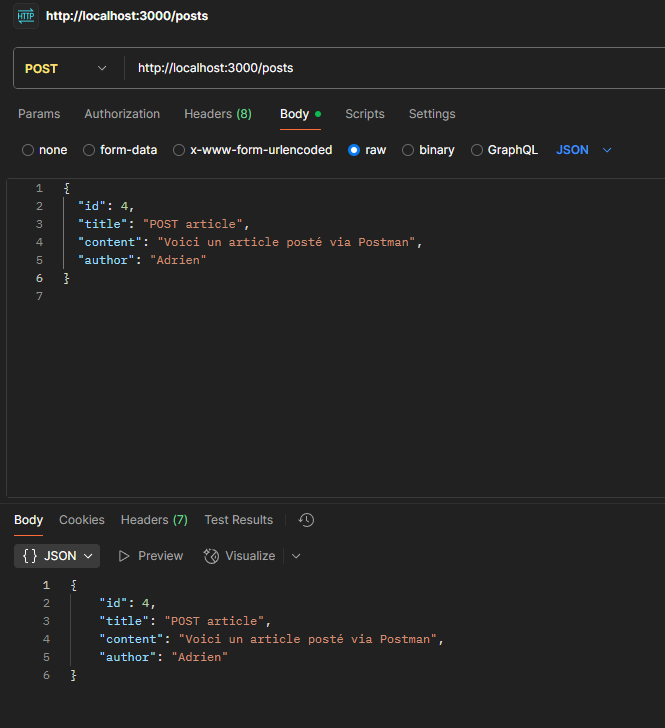 HTTP http://localhost:3000/posts
POST http://localhost:3000/posts
Params Authorization Headers (8) Body Scripts Settings
none form-data x-www-form-urlencoded raw binary GraphQL JSON
1 {
2 "id": 4,
3 "title": "POST article",
4 "content": "Voici un article posté via Postman",
5 "author": "Adrien"
6 }
7
Body Cookies Headers (7) Test Results
{} JSON Preview Visualize
1 {
2 "id": 4,
3 "title": "POST article",
4 "content": "Voici un article posté via Postman",
5 "author": "Adrien"
6 }